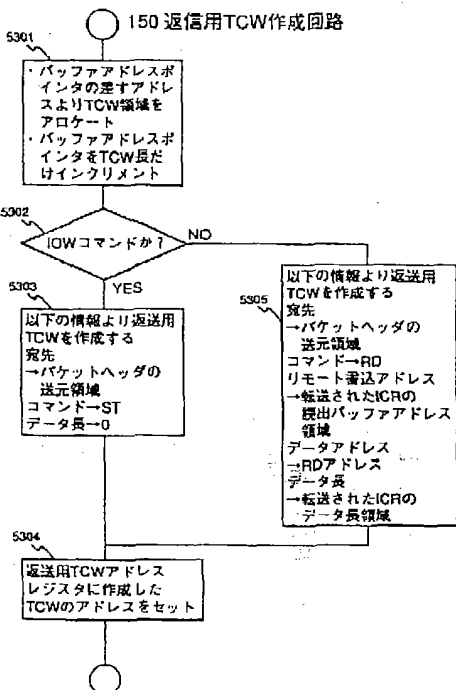 150 返信用TCW作成回路
5301
・バッファアドレスポ
インタの差すアドレ
スよりTCW領域を
アロケート
・バッファアドレスポ
インタをTCW長だ
けインクリメント
5302
IOWコマンドか？
NO
YES
5303
以下の情報より返送用
TCWを作成する
宛先
→パケットヘッダの
送元領域
コマンド→ST
データ長→0
5305
以下の情報より返送用
TCWを作成する
宛先
→パケットヘッダの
送元領域
コマンド→RD
リモート書込アドレス
→転送されたICRの
読出バッファアドレス
領域
データアドレス
→RDアドレス
データ長
→転送されたICRの
データ長領域
5304
返送用TCWアドレス
レジスタに作成した
TCWのアドレスをセット